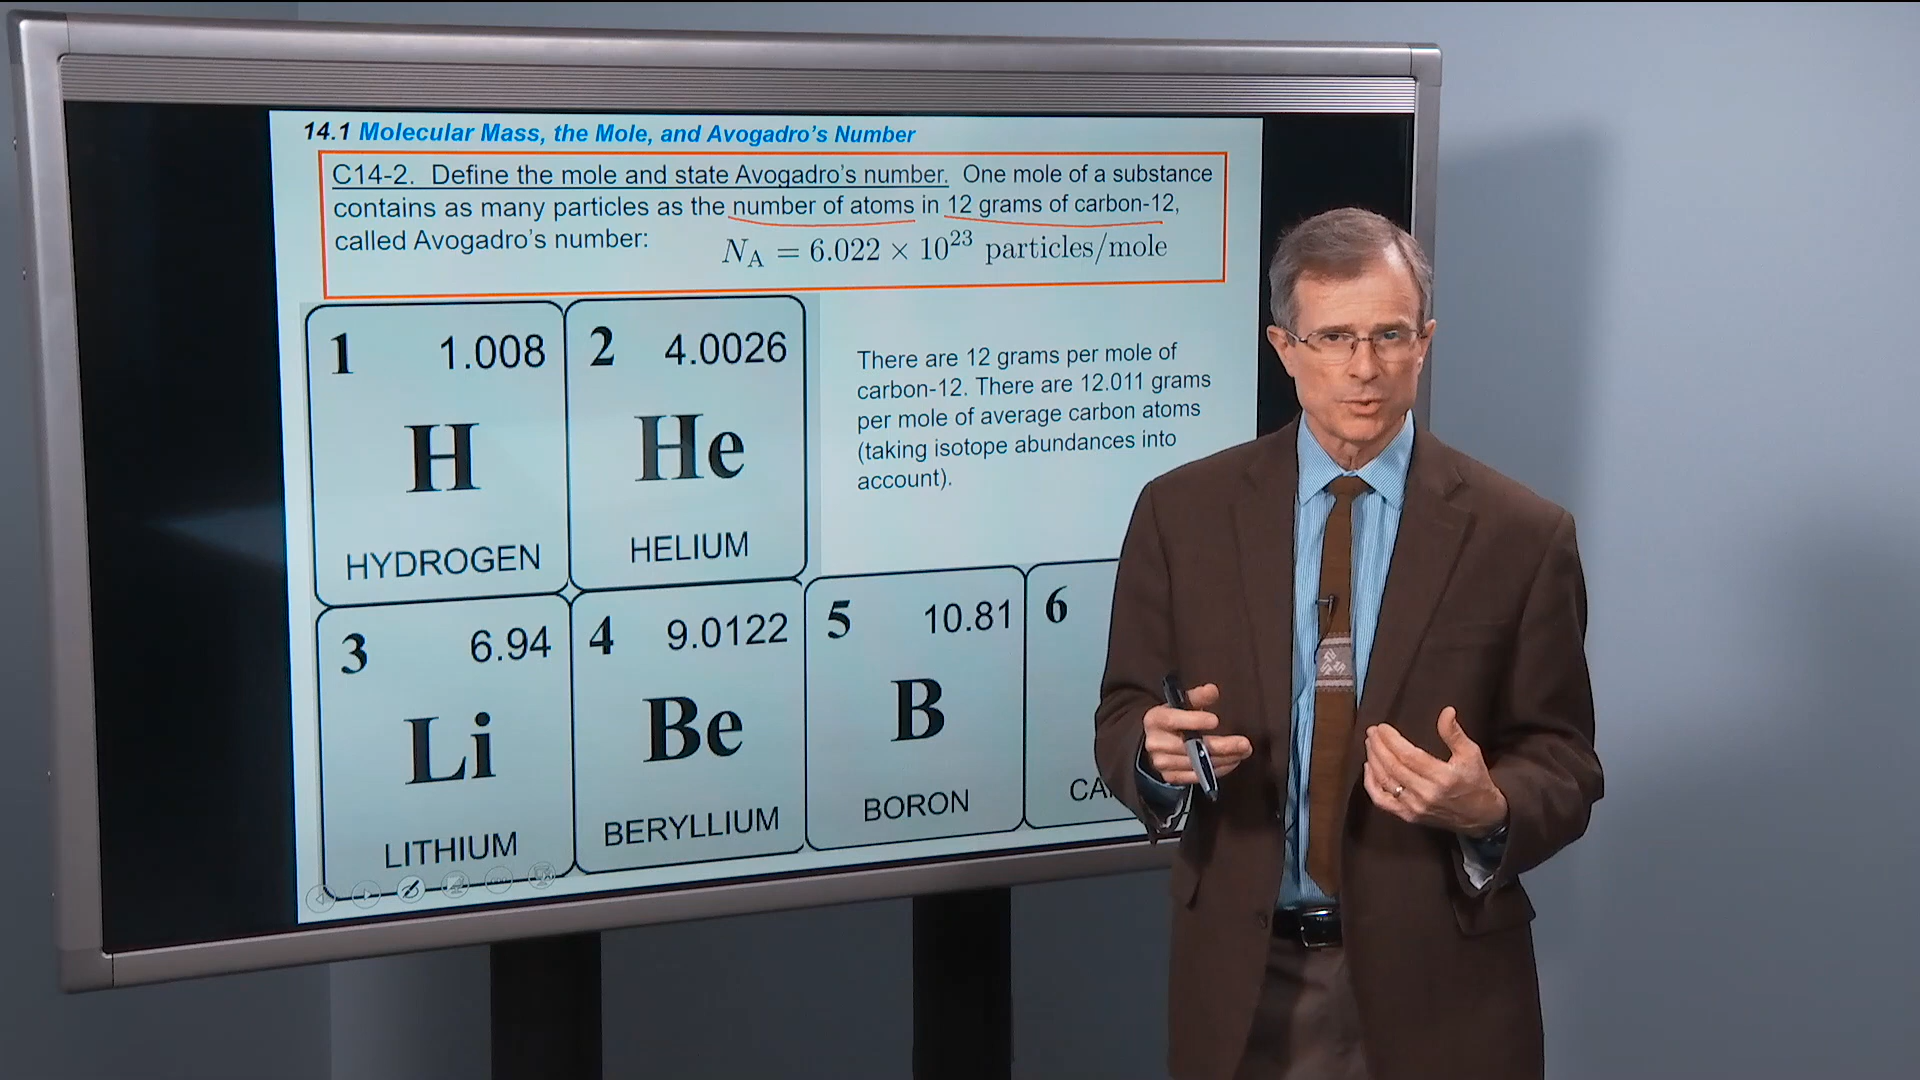 14.1 Molecular Mass, the Mole, and Avogadro's Number
C14-2. Define the mole and state Avogadro's number. One mole of a substance
contains as many particles as the number of atoms in 12 grams of carbon-12,
called Avogadro's number:
N_A = 6.022 × 10^23 particles/mole
1 1.008
H
HYDROGEN
2 4.0026
He
HELIUM
There are 12 grams per mole of
carbon-12. There are 12.011 grams
per mole of average carbon atoms
(taking isotope abundances into
account).
3 6.94
Li
LITHIUM
4 9.0122
Be
BERYLLIUM
5 10.81
B
BORON
6